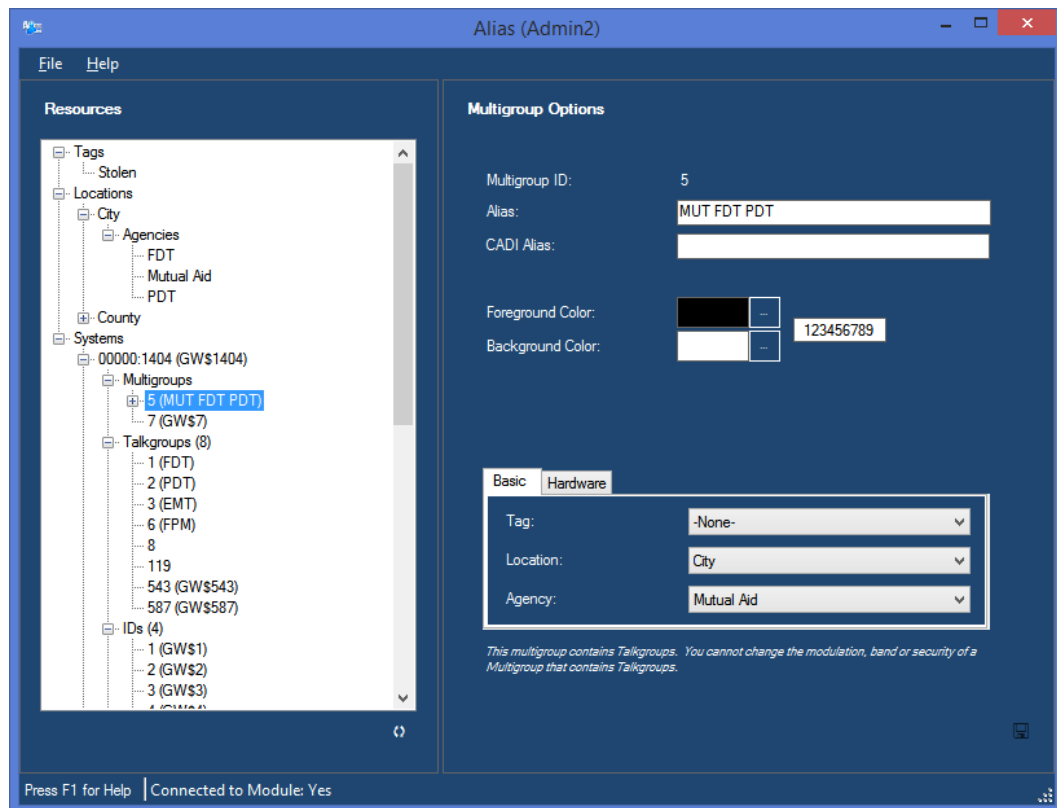 Alias (Admin2)
File Help
Resources
Tags
Stolen
Locations
City
Agencies
FDT
Mutual Aid
PDT
County
Systems
00000:1404 (GW$1404)
Multigroups
5 (MUT FDT PDT)
7 (GW$7)
Talkgroups (8)
1 (FDT)
2 (PDT)
3 (EMT)
6 (FPM)
8
119
543 (GW$543)
587 (GW$587)
IDs (4)
1 (GW$1)
2 (GW$2)
3 (GW$3)
Multigroup Options
Multigroup ID: 5
Alias: MUT FDT PDT
CADI Alias:
Foreground Color: ...
123456789
Background Color: ...
Basic Hardware
Tag: -None-
Location: City
Agency: Mutual Aid
This multigroup contains Talkgroups. You cannot change the modulation, band or security of a
Multigroup that contains Talkgroups.
Press F1 for Help Connected to Module: Yes